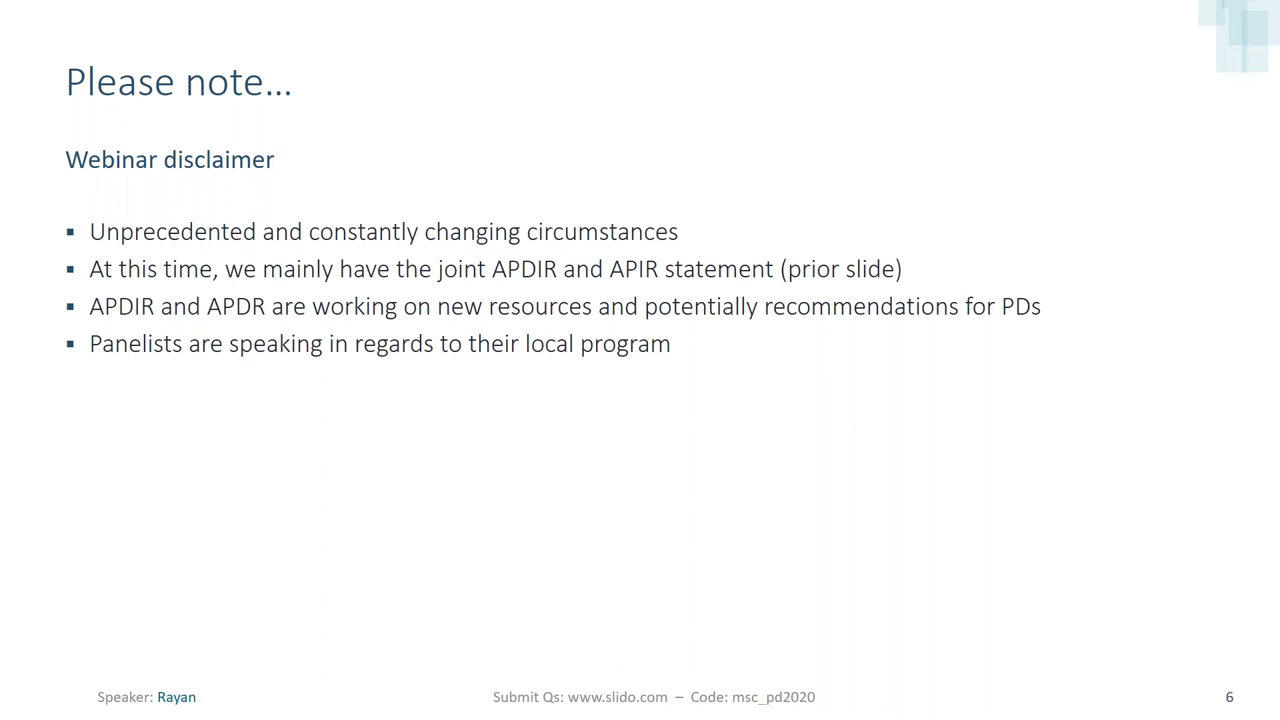 Please note...
Webinar disclaimer
▪ Unprecedented and constantly changing circumstances
▪ At this time, we mainly have the joint APDIR and APIR statement (prior slide)
▪ APDIR and APDR are working on new resources and potentially recommendations for PDs
▪ Panelists are speaking in regards to their local program
Speaker: Rayan
Submit Qs: www.slido.com – Code: msc_pd2020
6